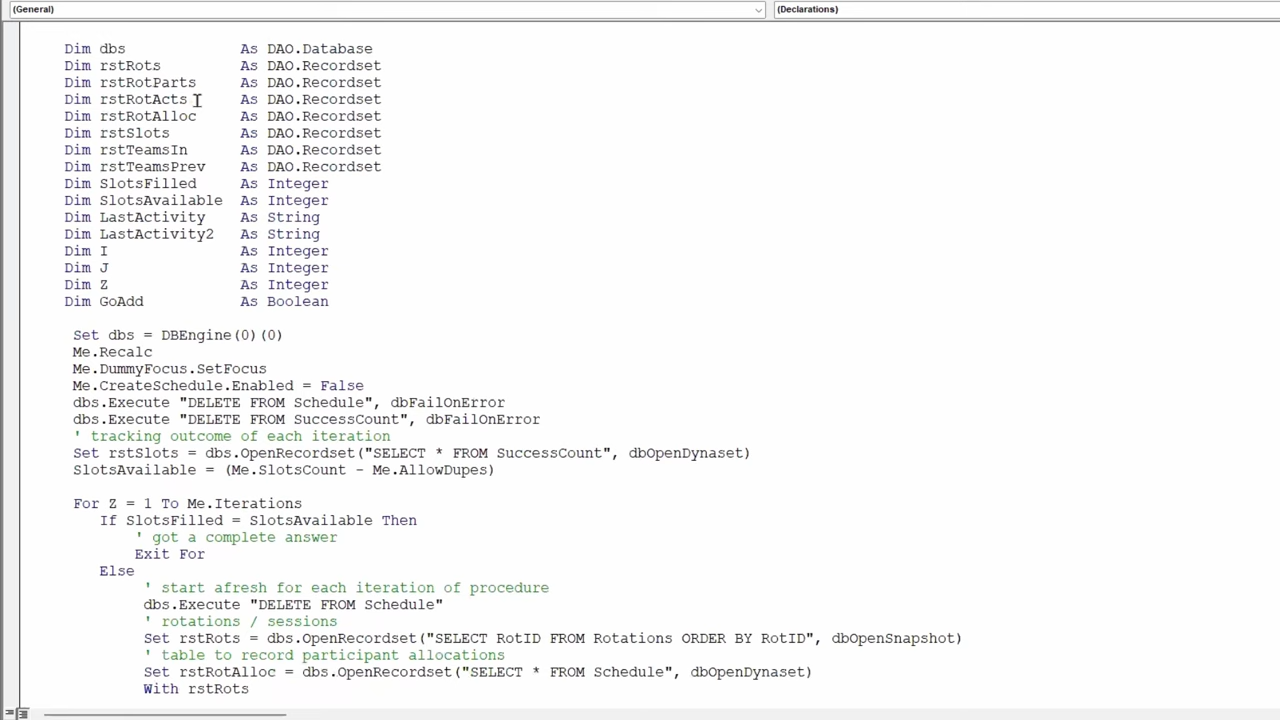 (General) (Declarations)
Dim dbs As DAO.Database
Dim rstRots As DAO.Recordset
Dim rstRotParts As DAO.Recordset
Dim rstRotActs As DAO.Recordset
Dim rstRotAlloc As DAO.Recordset
Dim rstSlots As DAO.Recordset
Dim rstTeamsIn As DAO.Recordset
Dim rstTeamsPrev As DAO.Recordset
Dim SlotsFilled As Integer
Dim SlotsAvailable As Integer
Dim LastActivity As String
Dim LastActivity2 As String
Dim I As Integer
Dim J As Integer
Dim Z As Integer
Dim GoAdd As Boolean
Set dbs = DBEngine(0)(0)
Me.Recalc
Me.DummyFocus.SetFocus
Me.CreateSchedule.Enabled = False
dbs.Execute "DELETE FROM Schedule", dbFailOnError
dbs.Execute "DELETE FROM SuccessCount", dbFailOnError
' tracking outcome of each iteration
Set rstSlots = dbs.OpenRecordset("SELECT * FROM SuccessCount", dbOpenDynaset)
SlotsAvailable = (Me.SlotsCount - Me.AllowDupes)
For Z = 1 To Me.Iterations
If SlotsFilled = SlotsAvailable Then
' got a complete answer
Exit For
Else
' start afresh for each iteration of procedure
dbs.Execute "DELETE FROM Schedule"
' rotations / sessions
Set rstRots = dbs.OpenRecordset("SELECT RotID FROM Rotations ORDER BY RotID", dbOpenSnapshot)
' table to record participant allocations
Set rstRotAlloc = dbs.OpenRecordset("SELECT * FROM Schedule", dbOpenDynaset)
With rstRots